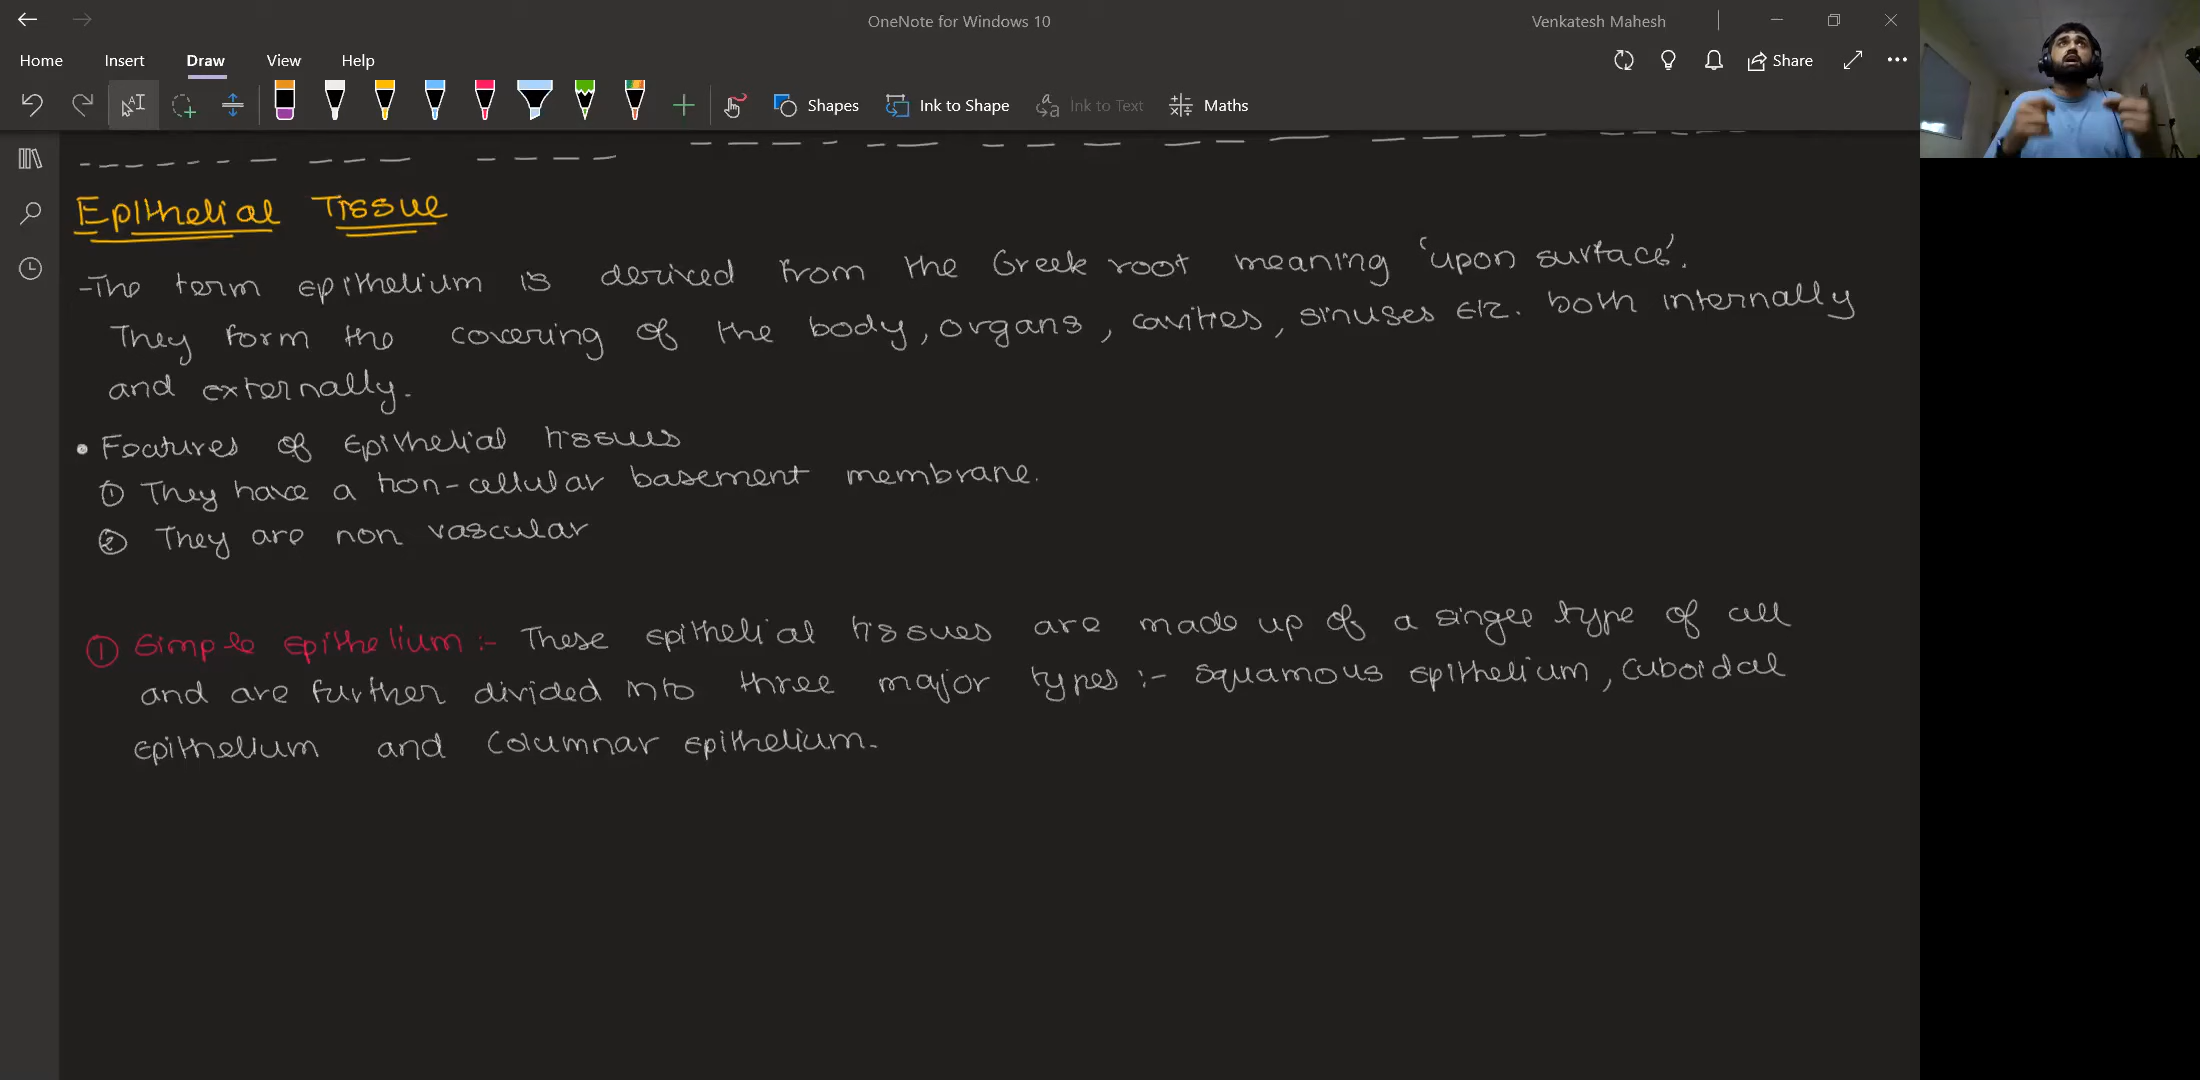 OneNote for Windows 10
Venkatesh Mahesh
Home Insert Draw View Help
Share
Shapes Ink to Shape Ink to Text Maths
Epithelial Tissue
-The term epithelium is derived from the Greek root meaning 'upon surface'.
They form the covering of the body, organs, cavities, sinuses etc. both internally
and externally.
• Features of Epithelial tissues
① They have a non-cellular basement membrane.
② They are non vascular
① Simple epithelium :- These epithelial tissues are made up of a single type of cell
and are further divided into three major types :- Squamous epithelium, cuboidal
epithelium and columnar epithelium.